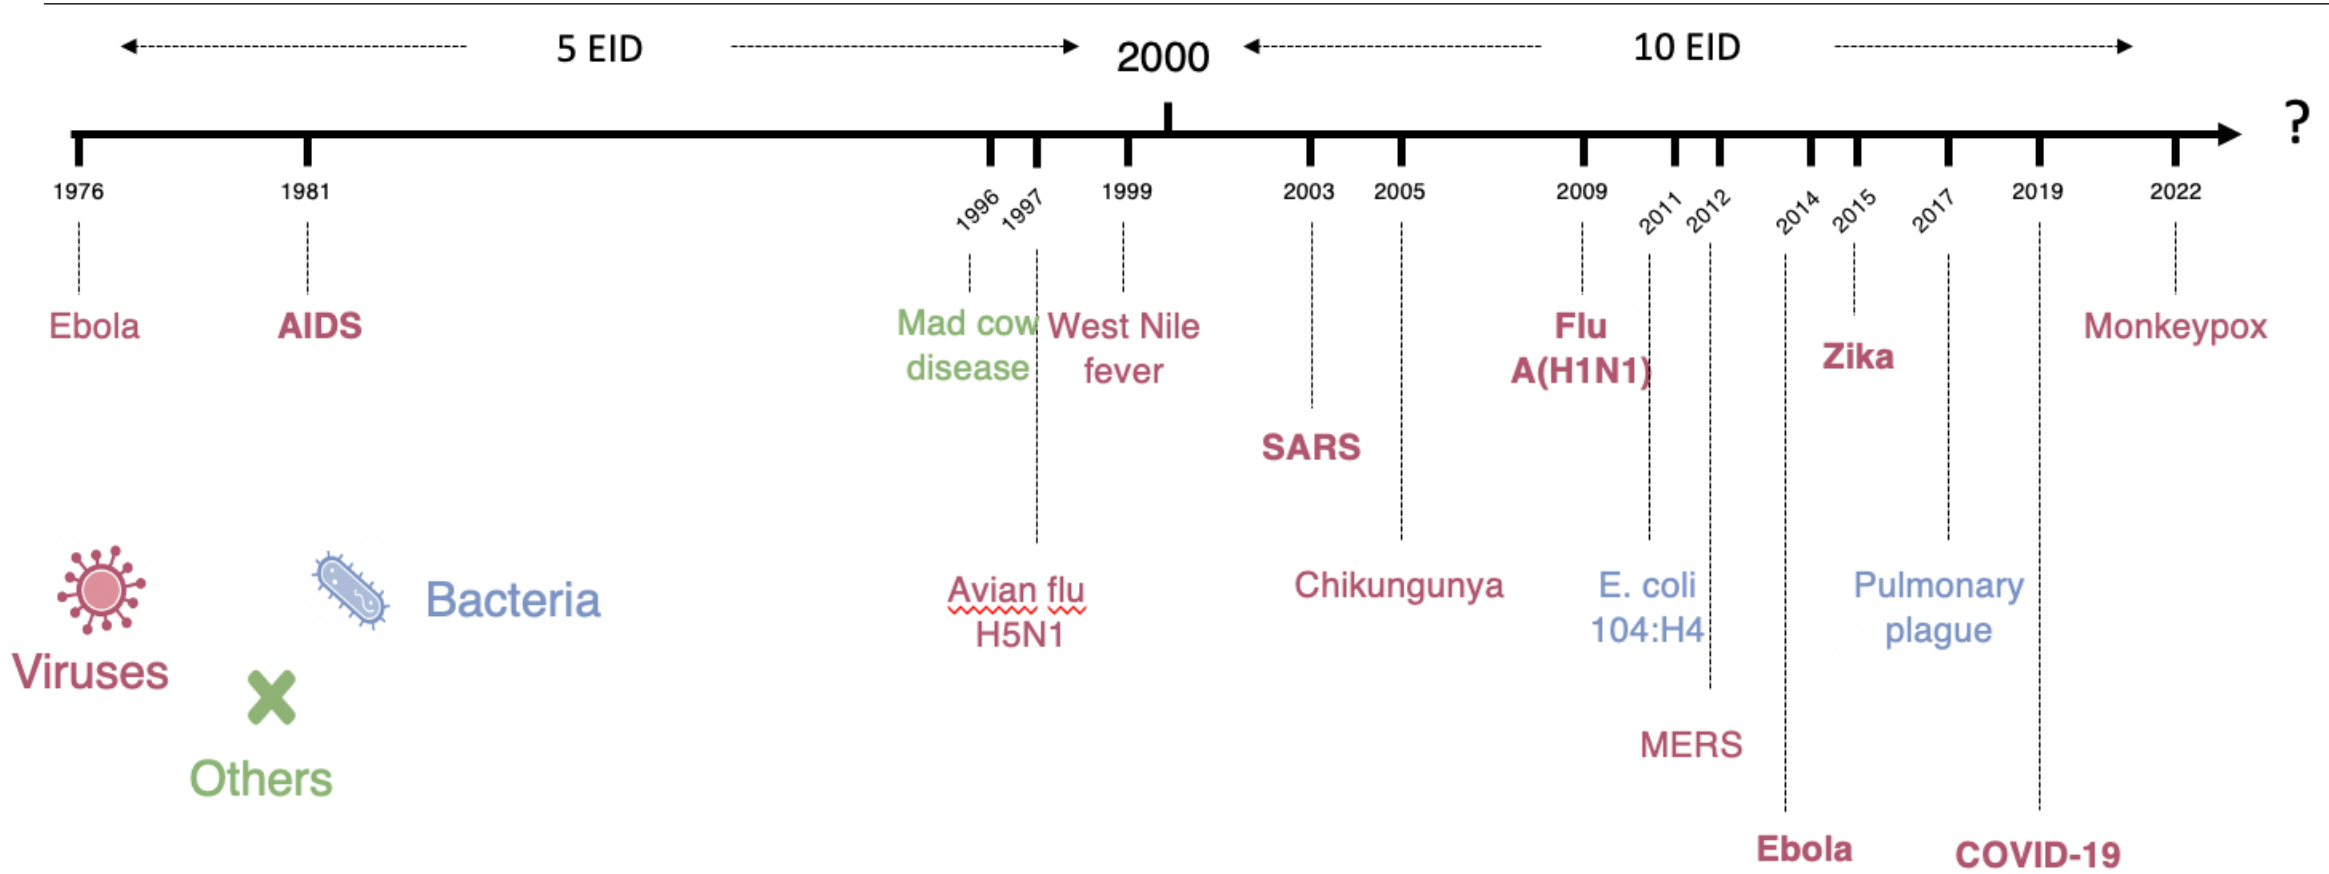 5 EID
2000
10 EID
?
1976
1981
1996
1997
1999
2003
2005
2009
2011
2012
2014
2015
2017
2019
2022
Ebola
AIDS
Mad cow
disease
West Nile
fever
Flu
A(H1N1)
Zika
Monkeypox
SARS
Avian flu
H5N1
Chikungunya
E. coli
104:H4
Pulmonary
plague
MERS
Ebola
COVID-19
Viruses
Bacteria
Others